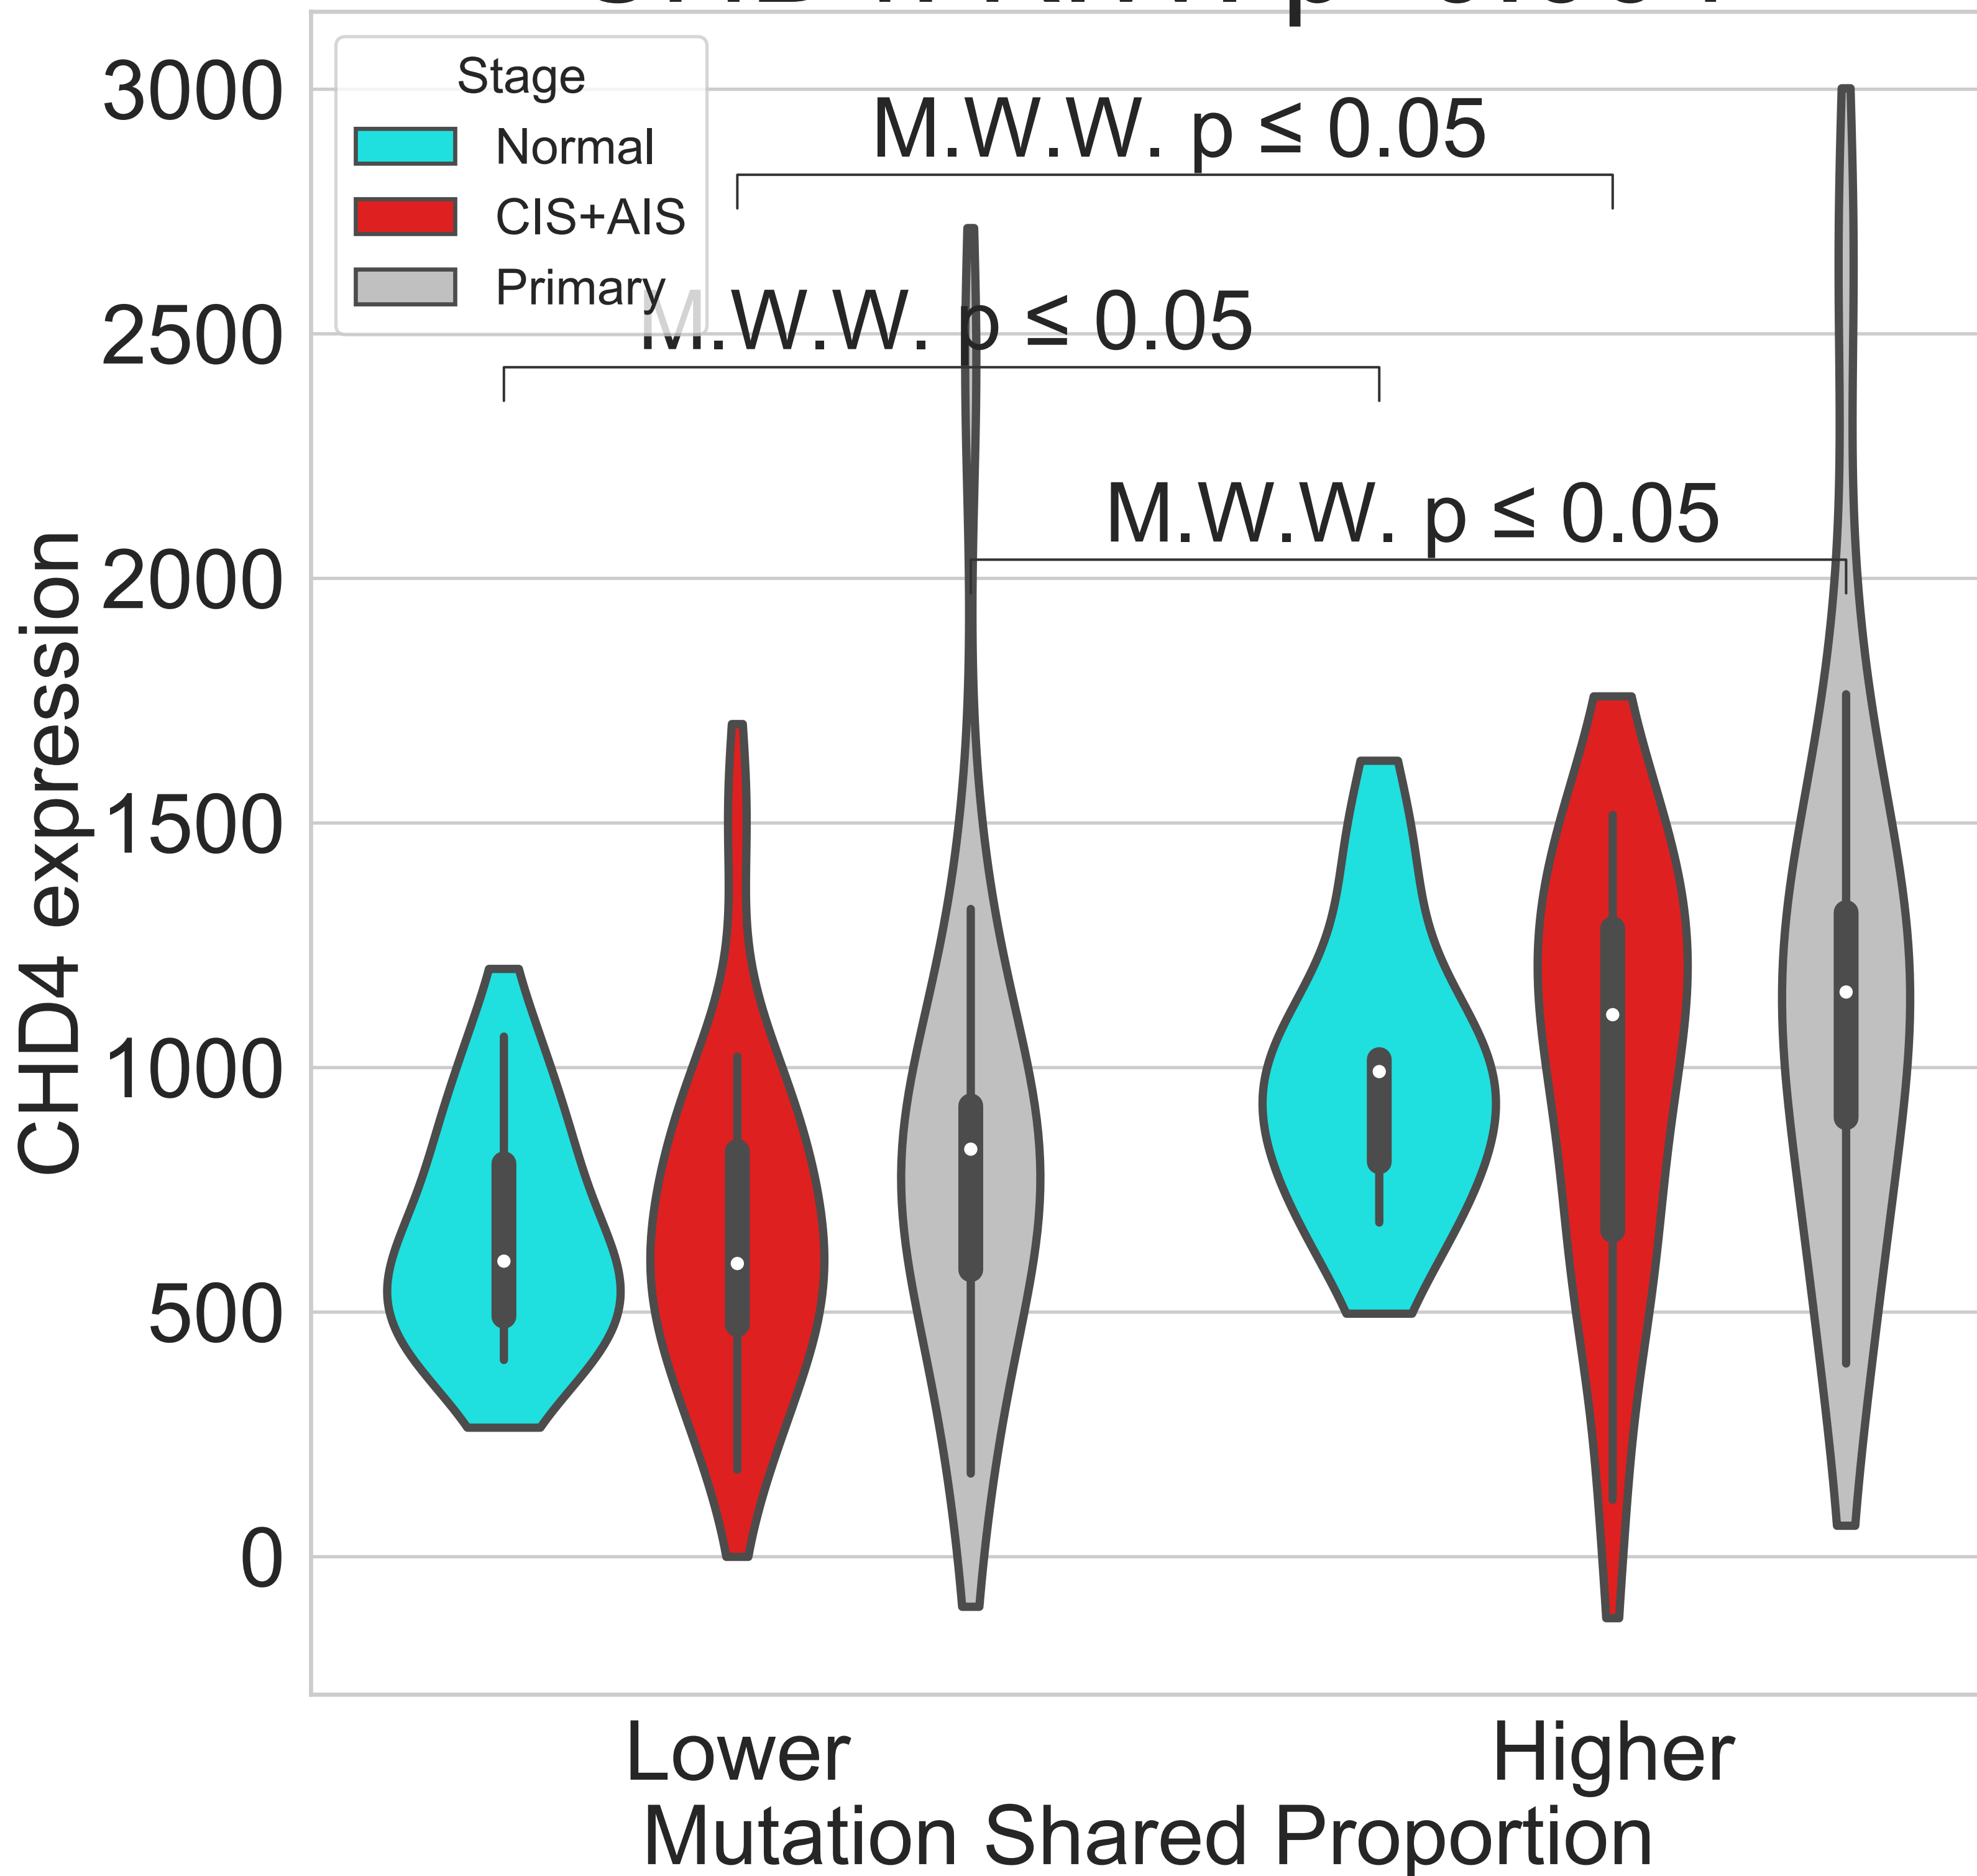 3000
2500
2000
1500
1000
500
0
CHD4 expression
Stage
Normal
CIS+AIS
Primary
M.W.W. p ≤ 0.05
M.W.W. p ≤ 0.05
M.W.W. p ≤ 0.05
Lower
Higher
Mutation Shared Proportion